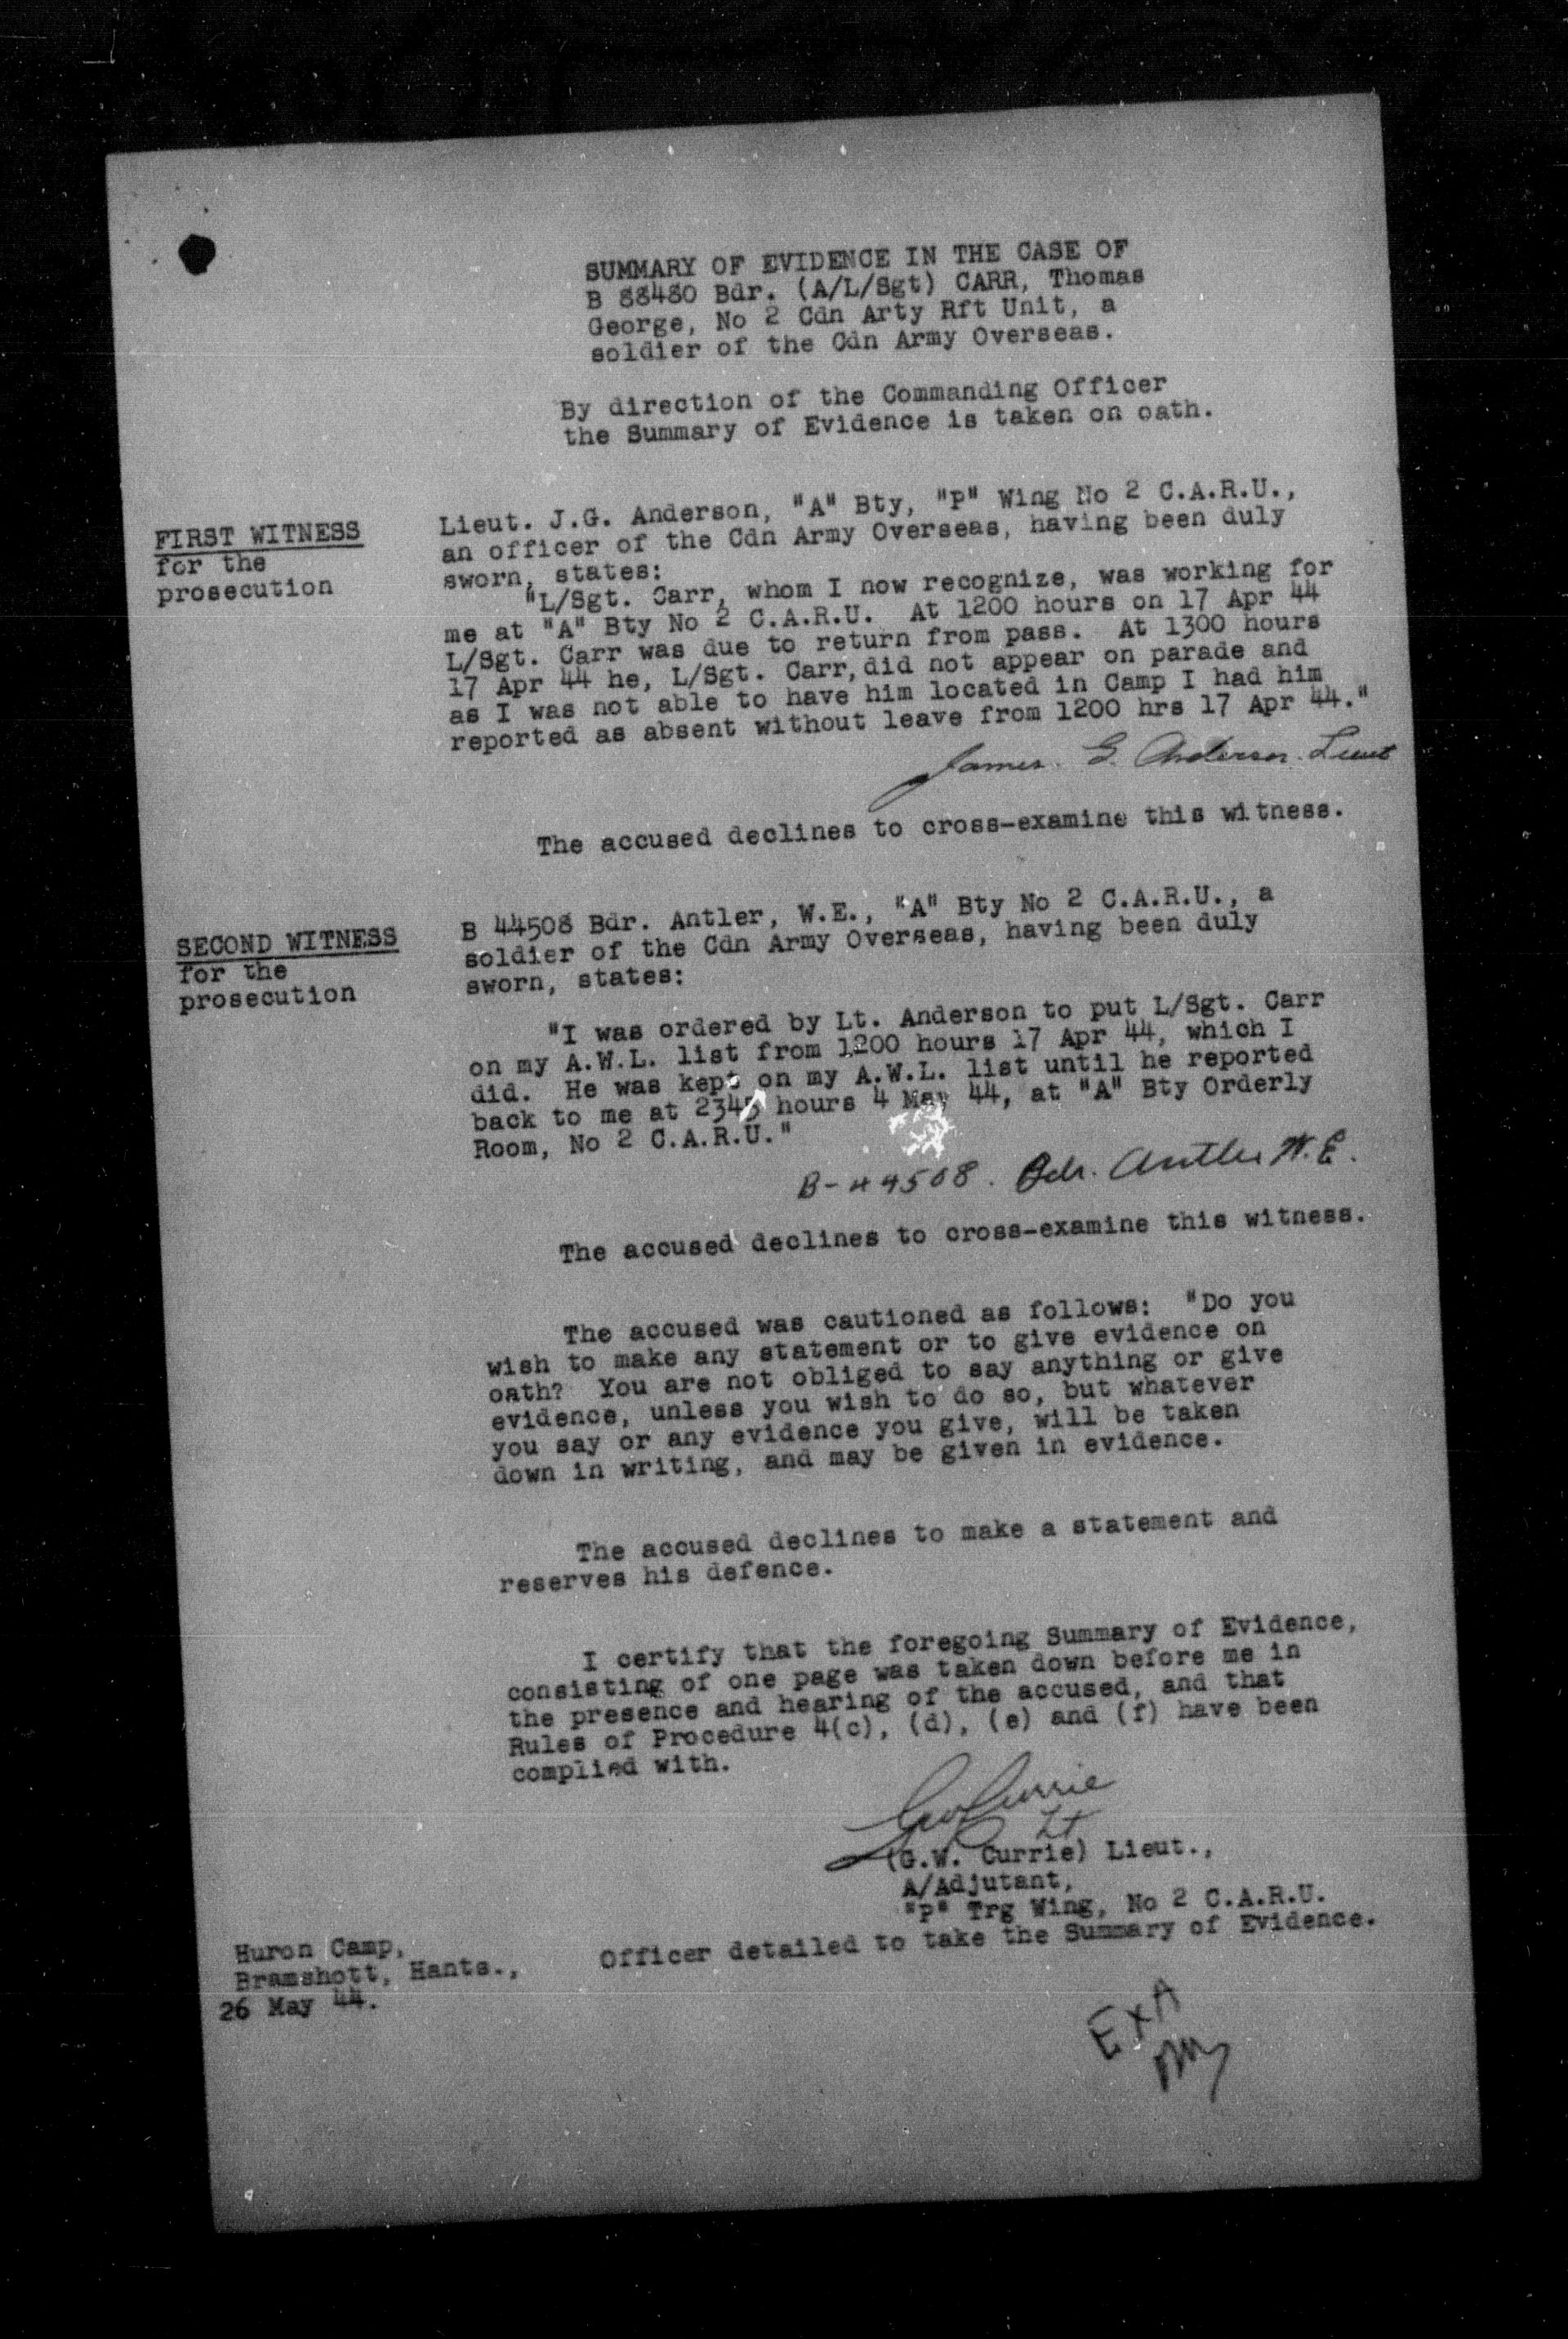 SUMMARY OF EVIDENCE IN THE CASE OF
B 88480 Bdr. (A/L/Sgt) CARR, Thomas
George, No 2 Cdn Arty Rft Unit, a
soldier of the Cdn Army Overseas.
By direction of the Commanding Officer
the Summary of Evidence is taken on oath.
FIRST WITNESS
for the
prosecution
Lieut. J.G. Anderson, "A" Bty, "P" Wing No 2 C.A.R.U.,
an officer of the Cdn Army Overseas, having been duly
sworn, states:
"L/Sgt. Carr, whom I now recognize, was working for
me at "A" Bty No 2 C.A.R.U. At 1200 hours on 17 Apr 44
L/Sgt. Carr was due to return from pass. At 1300 hours
17 Apr 44 he, L/Sgt. Carr, did not appear on parade and
as I was not able to have him located in Camp I had him
reported as absent without leave from 1200 hrs 17 Apr 44."
James. G. Anderson. Lieut
The accused declines to cross-examine this witness.
SECOND WITNESS
for the
prosecution
B 44508 Bdr. Antler, W.E., "A" Bty No 2 C.A.R.U., a
soldier of the Cdn Army Overseas, having been duly
sworn, states:
"I was ordered by Lt. Anderson to put L/Sgt. Carr
on my A.W.L. list from 1200 hours 17 Apr 44, which I
did. He was kept on my A.W.L. list until he reported
back to me at 2345 hours 4 May 44, at "A" Bty Orderly
Room, No 2 C.A.R.U."
B-44508. Bdr. Antler W.E.
The accused declines to cross-examine this witness.
The accused was cautioned as follows: "Do you
wish to make any statement or to give evidence on
oath? You are not obliged to say anything or give
evidence, unless you wish to do so, but whatever
you say or any evidence you give, will be taken
down in writing, and may be given in evidence.
The accused declines to make a statement and
reserves his defence.
I certify that the foregoing Summary of Evidence,
consisting of one page was taken down before me in
the presence and hearing of the accused, and that
Rules of Procedure 4(c), (d), (e) and (f) have been
complied with.
GW Currie
Lt
(G.W. Currie) Lieut.,
A/Adjutant,
"P" Trg Wing, No 2 C.A.R.U.
Officer detailed to take the Summary of Evidence.
Huron Camp,
Bramshott, Hants.,
26 May 44.
Ex A